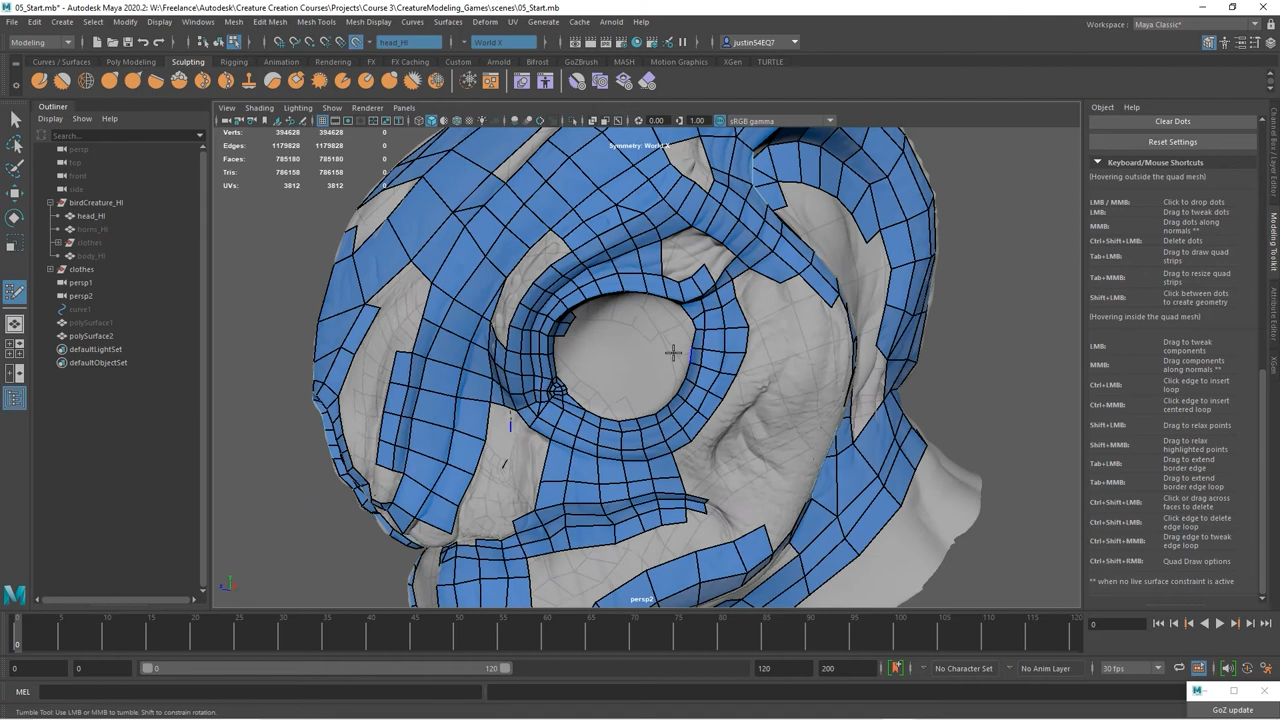 05_Start.mb* - Autodesk Maya 2020.2: W:\Freelance\Creature Creation Courses\Projects\Course 3\CreatureModeling_Games\scenes\05_Start.mb
File Edit Create Select Modify Display Windows Mesh Edit Mesh Mesh Tools Mesh Display Curves Surfaces Deform UV Generate Cache Arnold Help
Workspace : Maya Classic*
Modeling head_HI World X justin54EQ7
Curves / Surfaces Poly Modeling Sculpting Rigging Animation Rendering FX FX Caching Custom Arnold Bifrost GoZBrush MASH Motion Graphics XGen TURTLE
Outliner
Display Show Help
Search...
persp
top
front
side
birdCreature_HI
head_HI
horns_HI
clothes
body_HI
clothes
persp1
persp2
curve1
polySurface1
polySurface2
defaultLightSet
defaultObjectSet
View Shading Lighting Show Renderer Panels
0.00 1.00 sRGB gamma
Verts: 394628 394628 0
Edges: 1179928 1179928 0
Faces: 785180 785180 0
Tris: 786158 786158 0
UVs: 3812 3812 0
Symmetry: World X
persp2
Object Help
Clear Dots
Reset Settings
Keyboard/Mouse Shortcuts
(Hovering outside the quad mesh)
LMB / MMB: Click to drop dots
LMB: Drag to tweak dots
MMB: Drag dots along normals **
Ctrl+Shift+LMB: Delete dots
Tab+LMB: Drag to draw quad strips
Tab+MMB: Drag to resize quad strips
Shift+LMB: Click between dots to create geometry
(Hovering inside the quad mesh)
LMB: Drag to tweak components
MMB: Drag components along normals **
Ctrl+LMB: Click edge to insert loop
Ctrl+MMB: Click edge to insert centered loop
Shift+LMB: Drag to relax points
Shift+MMB: Drag to relax highlighted points
Tab+LMB: Drag to extend border edge
Tab+MMB: Drag to extend border edge loop
Ctrl+Shift+LMB: Click or drag across faces to delete
Ctrl+Shift+LMB: Click edge to delete edge loop
Ctrl+Shift+MMB: Drag edge to tweak edge loop
Ctrl+Shift+RMB: Quad Draw options
** when no live surface constraint is active
Channel Box / Layer Editor
Modeling Toolkit
Attribute Editor
XGen
0 5 10 15 20 25 30 35 40 45 50 55 60 65 70 75 80 85 90 95 100 105 110 115 120
0
0
0 0 0 120 120 200 No Character Set No Anim Layer 30 fps
MEL
GoZ update
Tumble Tool: Use LMB or MMB to tumble. Shift to constrain rotation.